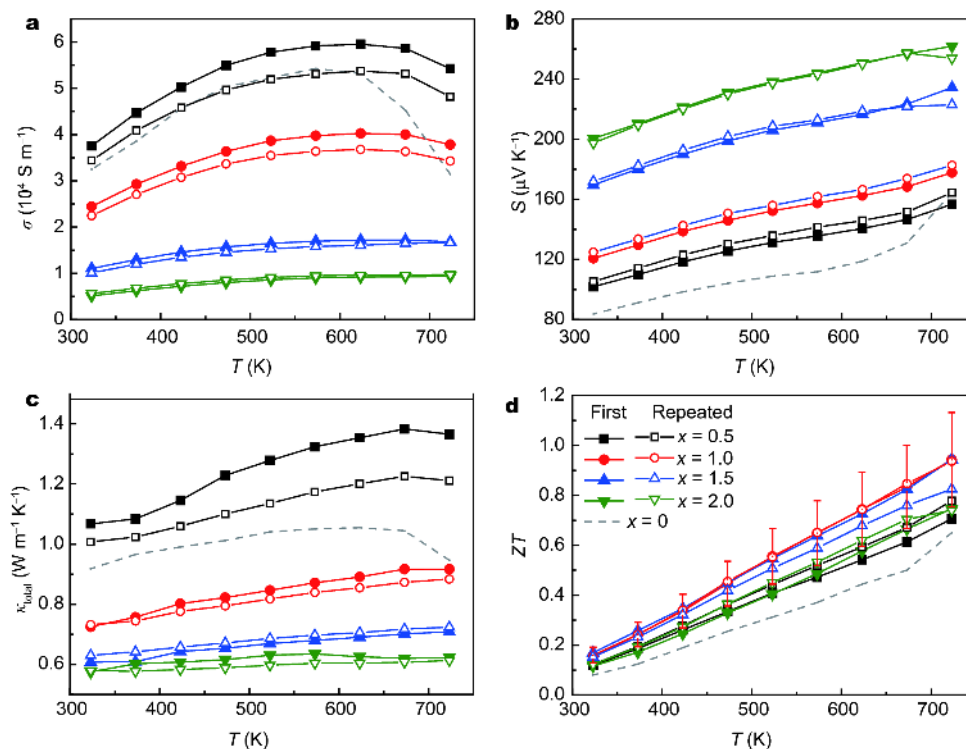 a
6
5
4
3
2
1
0
σ (10⁴ S m⁻¹)
300 400 500 600 700
T (K)
b
280
240
200
160
120
80
S (μV K⁻¹)
300 400 500 600 700
T (K)
c
1.4
1.2
1.0
0.8
0.6
κtotal (W m⁻¹ K⁻¹)
300 400 500 600 700
T (K)
d
1.2
1.0
0.8
0.6
0.4
0.2
0.0
ZT
First Repeated
x = 0.5
x = 1.0
x = 1.5
x = 2.0
x = 0
300 400 500 600 700
T (K)